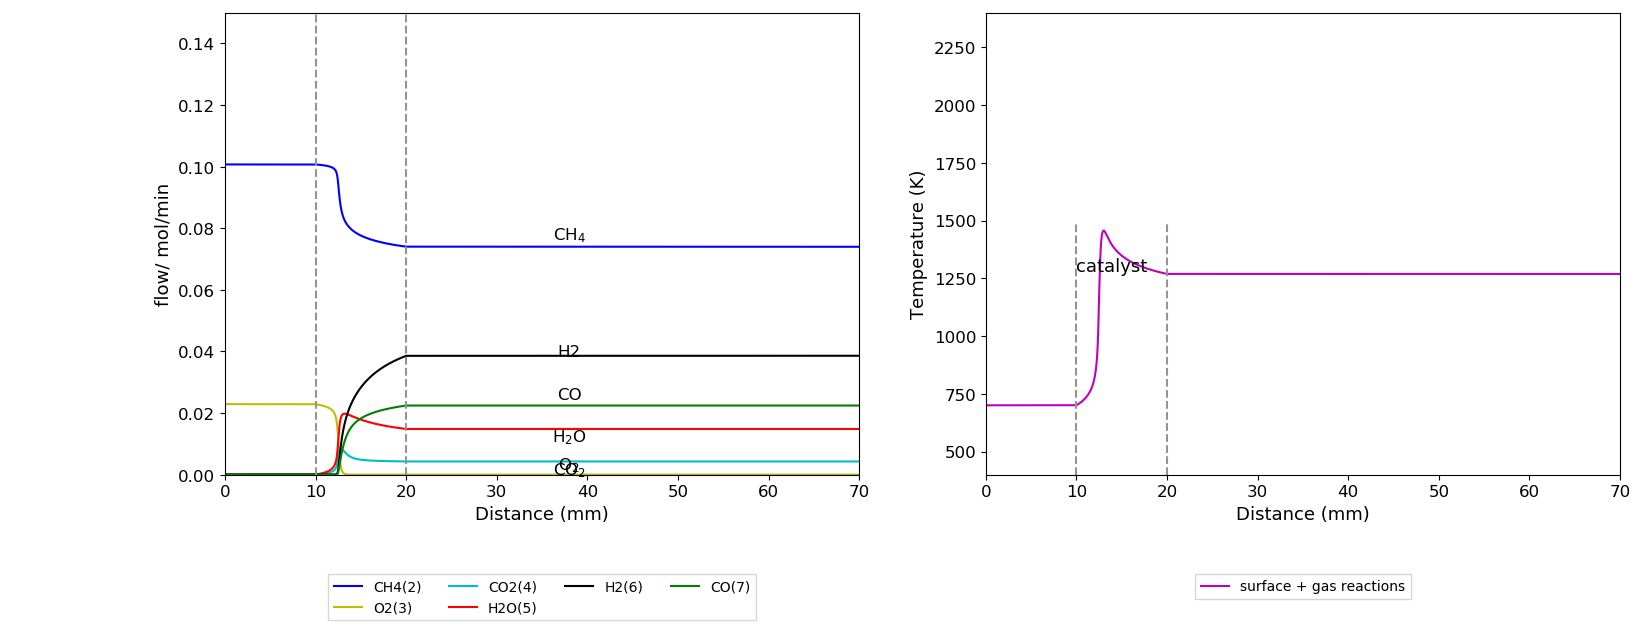 0.14
0.12
0.10
0.08
0.06
0.04
0.02
0.00
flow/ mol/min
CH₄
H2
CO
H₂O
O₂
CO₂
0 10 20 30 40 50 60 70
Distance (mm)
CH4(2) CO2(4) H2(6) CO(7)
O2(3) H2O(5)
2250
2000
1750
1500
1250
1000
750
500
Temperature (K)
catalyst
0 10 20 30 40 50 60 70
Distance (mm)
surface + gas reactions